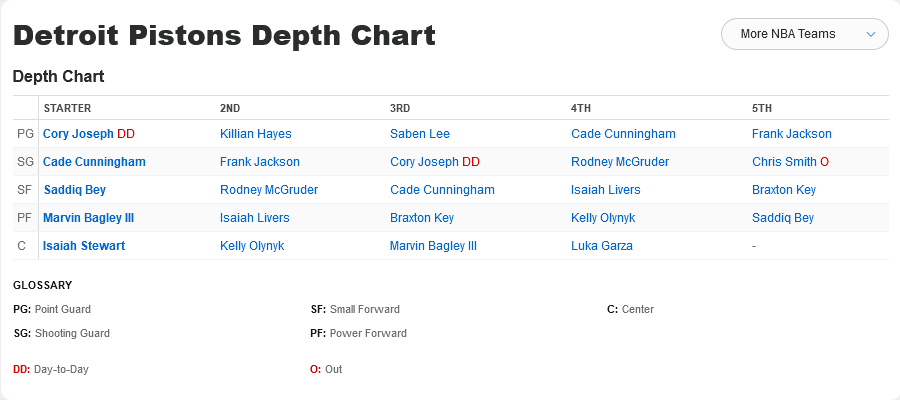 Detroit Pistons Depth Chart
More NBA Teams
Depth Chart
STARTER 2ND 3RD 4TH 5TH
PG Cory Joseph DD Killian Hayes Saben Lee Cade Cunningham Frank Jackson
SG Cade Cunningham Frank Jackson Cory Joseph DD Rodney McGruder Chris Smith O
SF Saddiq Bey Rodney McGruder Cade Cunningham Isaiah Livers Braxton Key
PF Marvin Bagley III Isaiah Livers Braxton Key Kelly Olynyk Saddiq Bey
C Isaiah Stewart Kelly Olynyk Marvin Bagley III Luka Garza -
GLOSSARY
PG: Point Guard SF: Small Forward C: Center
SG: Shooting Guard PF: Power Forward
DD: Day-to-Day O: Out